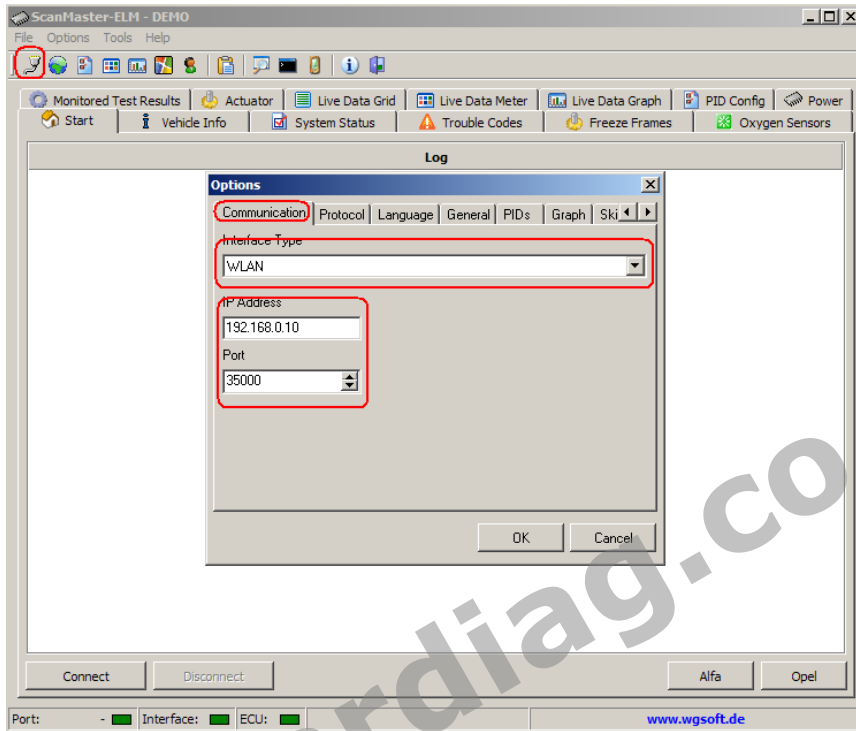 ScanMaster-ELM - DEMO
File Options Tools Help
Monitored Test Results Actuator Live Data Grid Live Data Meter Live Data Graph PID Config Power
Start Vehicle Info System Status Trouble Codes Freeze Frames Oxygen Sensors
Log
Options
Communication Protocol Language General PIDs Graph Ski
Interface Type
WLAN
IP Address
192.168.0.10
Port
35000
OK Cancel
Connect Disconnect Alfa Opel
Port: - Interface: ECU: www.wgsoft.de
rdiag.co